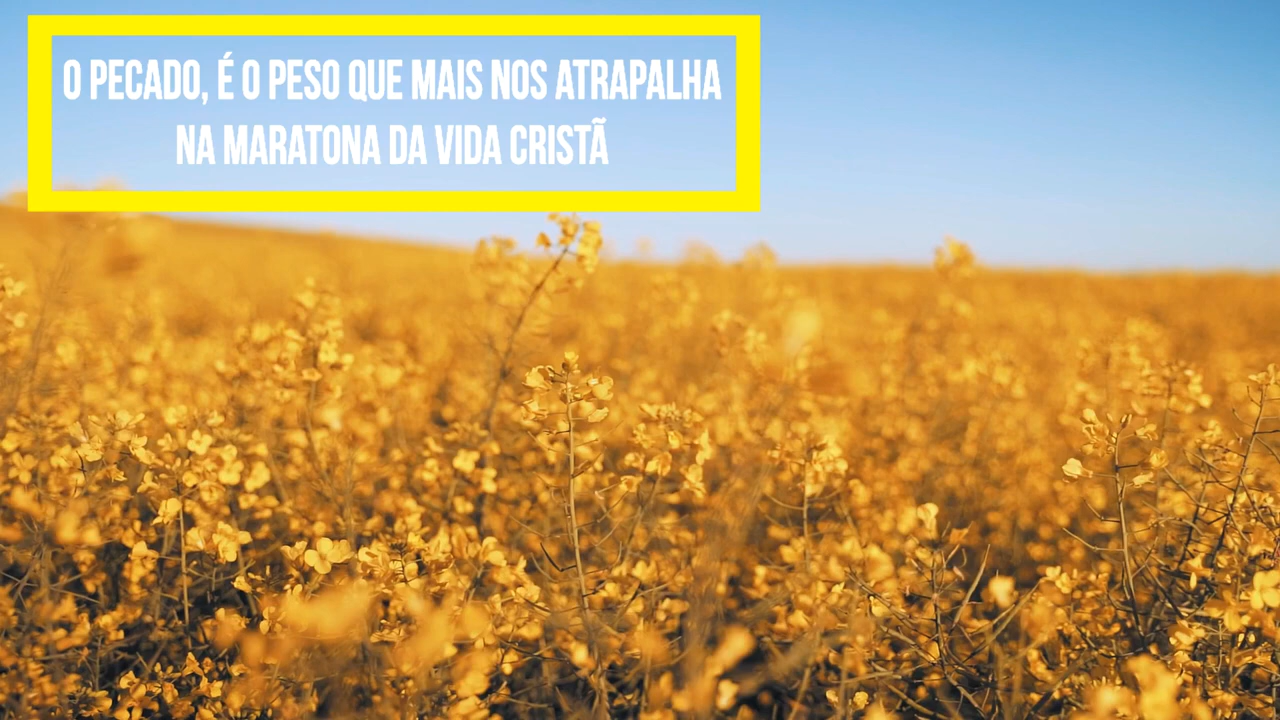 O PECADO, É O PESO QUE MAIS NOS ATRAPALHA
NA MARATONA DA VIDA CRISTÃ